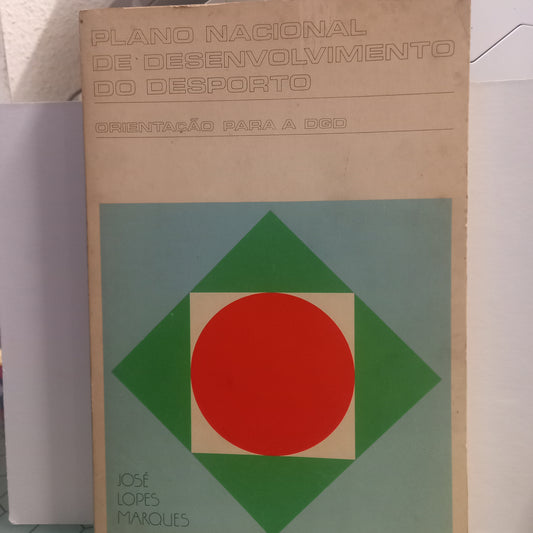 PLANO NACIONAL
DE DESENVOLVIMENTO
DO DESPORTO
ORIENTAÇÃO PARA A DGD
JOSÉ
LOPES
MARQUES